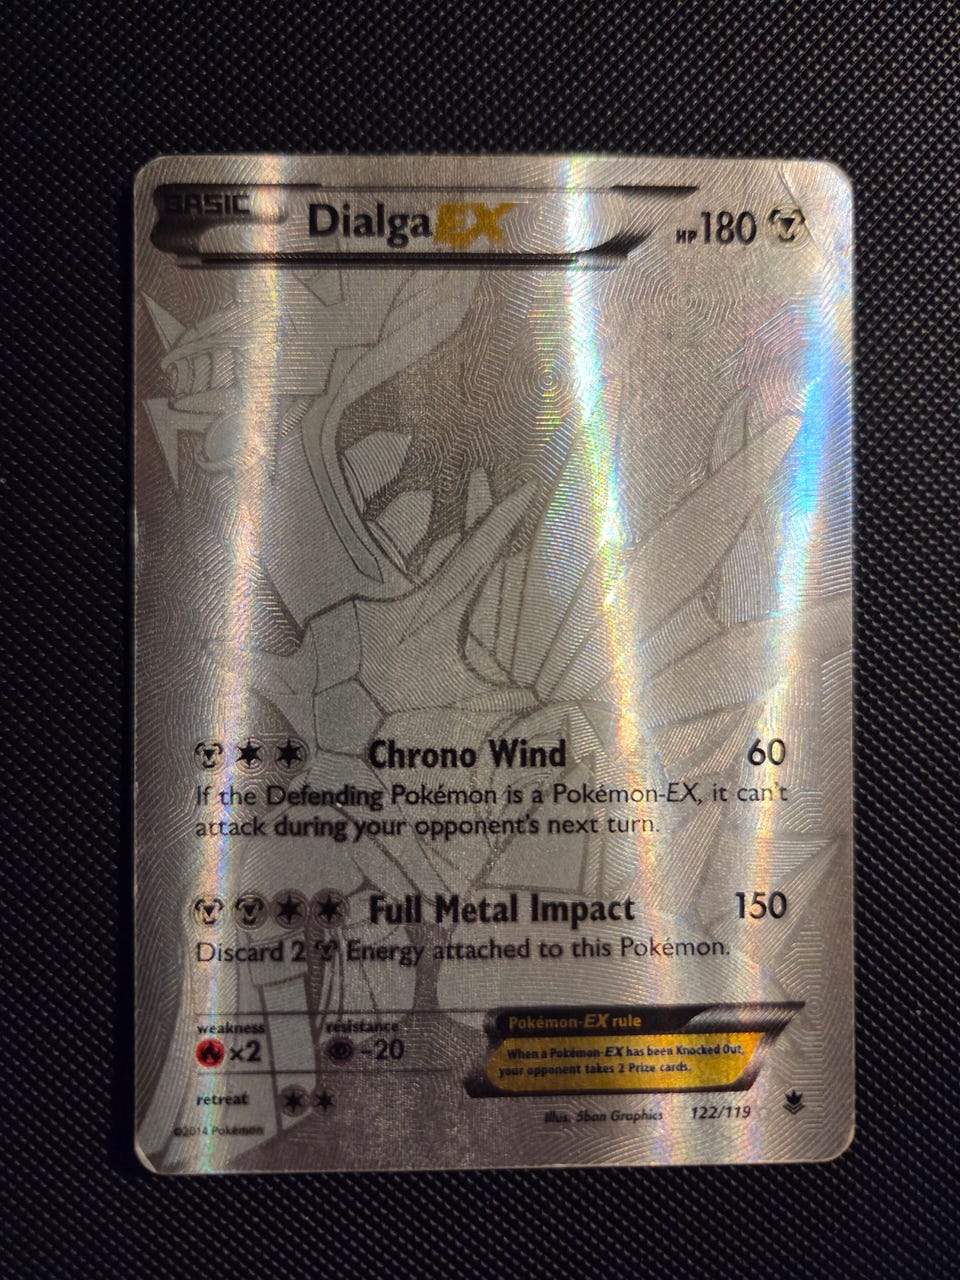 BASIC Dialga EX HP 180
Chrono Wind 60
If the Defending Pokémon is a Pokémon-EX, it can't
attack during your opponent's next turn.
Full Metal Impact 150
Discard 2 Energy attached to this Pokémon.
weakness resistance
×2 -20
Pokémon-EX rule
When a Pokémon-EX has been Knocked Out,
your opponent takes 2 Prize cards.
retreat
Illus. 5ban Graphics 122/119
©2014 Pokémon